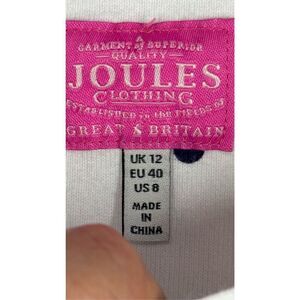 A
GARMENT of SUPERIOR
QUALITY
JOULES
CLOTHING
ESTABLISHED IN THE FIELDS OF
GREAT & BRITAIN
UK 12
EU 40
US 8
MADE
IN
CHINA